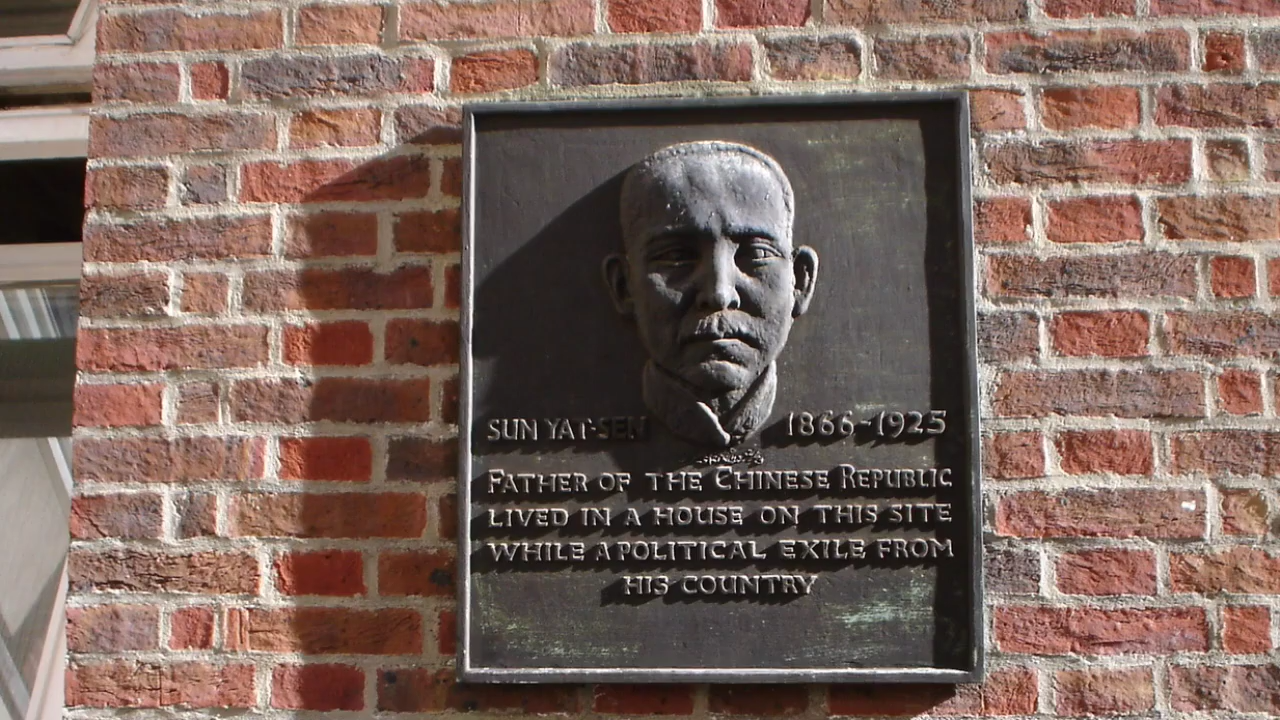 SUN YAT-SEN 1866-1925
FATHER OF THE CHINESE REPUBLIC
LIVED IN A HOUSE ON THIS SITE
WHILE A POLITICAL EXILE FROM
HIS COUNTRY